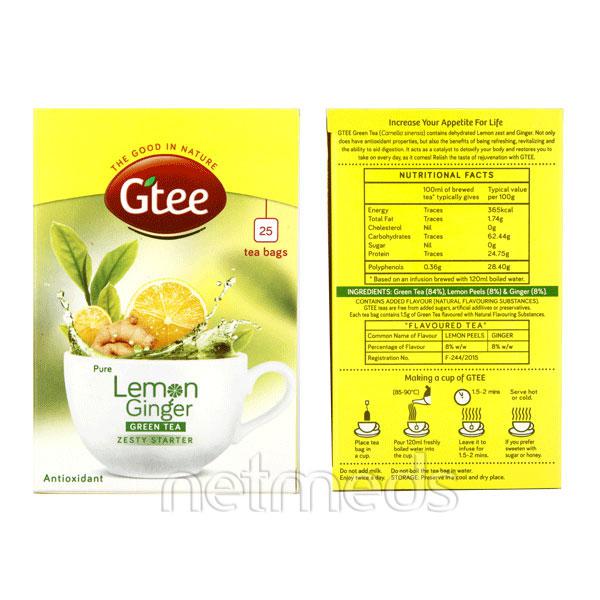 THE GOOD IN NATURE
Gtee
25
tea bags
Pure
Lemon
Ginger
GREEN TEA
ZESTY STARTER
Antioxidant
Increase Your Appetite For Life
GTEE Green Tea (Camellia sinensis) contains dehydrated Lemon zest and Ginger. Not only
does have antioxidant properties, but also the benefits of being refreshing, revitalizing and
the ability to aid digestion. It acts as a catalyst to detoxify your body and restores you to
take on every day, as it comes! Relish the taste of rejuvenation with GTEE.
NUTRITIONAL FACTS
100ml of brewed Typical value
tea* typically gives per 100g
Energy Traces 365kcal
Total Fat Traces 1.74g
Cholesterol Nil 0g
Carbohydrates Traces 62.44g
Sugar Nil 0g
Protein Traces 24.75g
Polyphenols 0.36g 28.40g
* Based on an infusion brewed with 120ml boiled water.
INGREDIENTS: Green Tea (84%), Lemon Peels (8%) & Ginger (8%).
CONTAINS ADDED FLAVOUR (NATURAL FLAVOURING SUBSTANCES).
GTEE teas are free from added sugars, artificial additives or preservatives.
Each tea bag contains 1.5g of Green Tea flavoured with Natural Flavouring Substances.
"FLAVOURED TEA"
Common Name of Flavour LEMON PEELS GINGER
Percentage of Flavour 8% w/w 8% w/w
Registration No. F-244/2015
Making a cup of GTEE
(85-90°C) 1.5-2 mins Serve hot
or cold.
Place tea
bag in
a cup.
Pour 120ml freshly
boiled water into
the cup.
Leave it to
infuse for
1.5-2 mins.
If you prefer
sweeten with
sugar or honey.
Do not add milk. Do not boil the tea bag in water.
Enjoy twice a day. STORAGE: Preserve in a cool and dry place.
netmeds